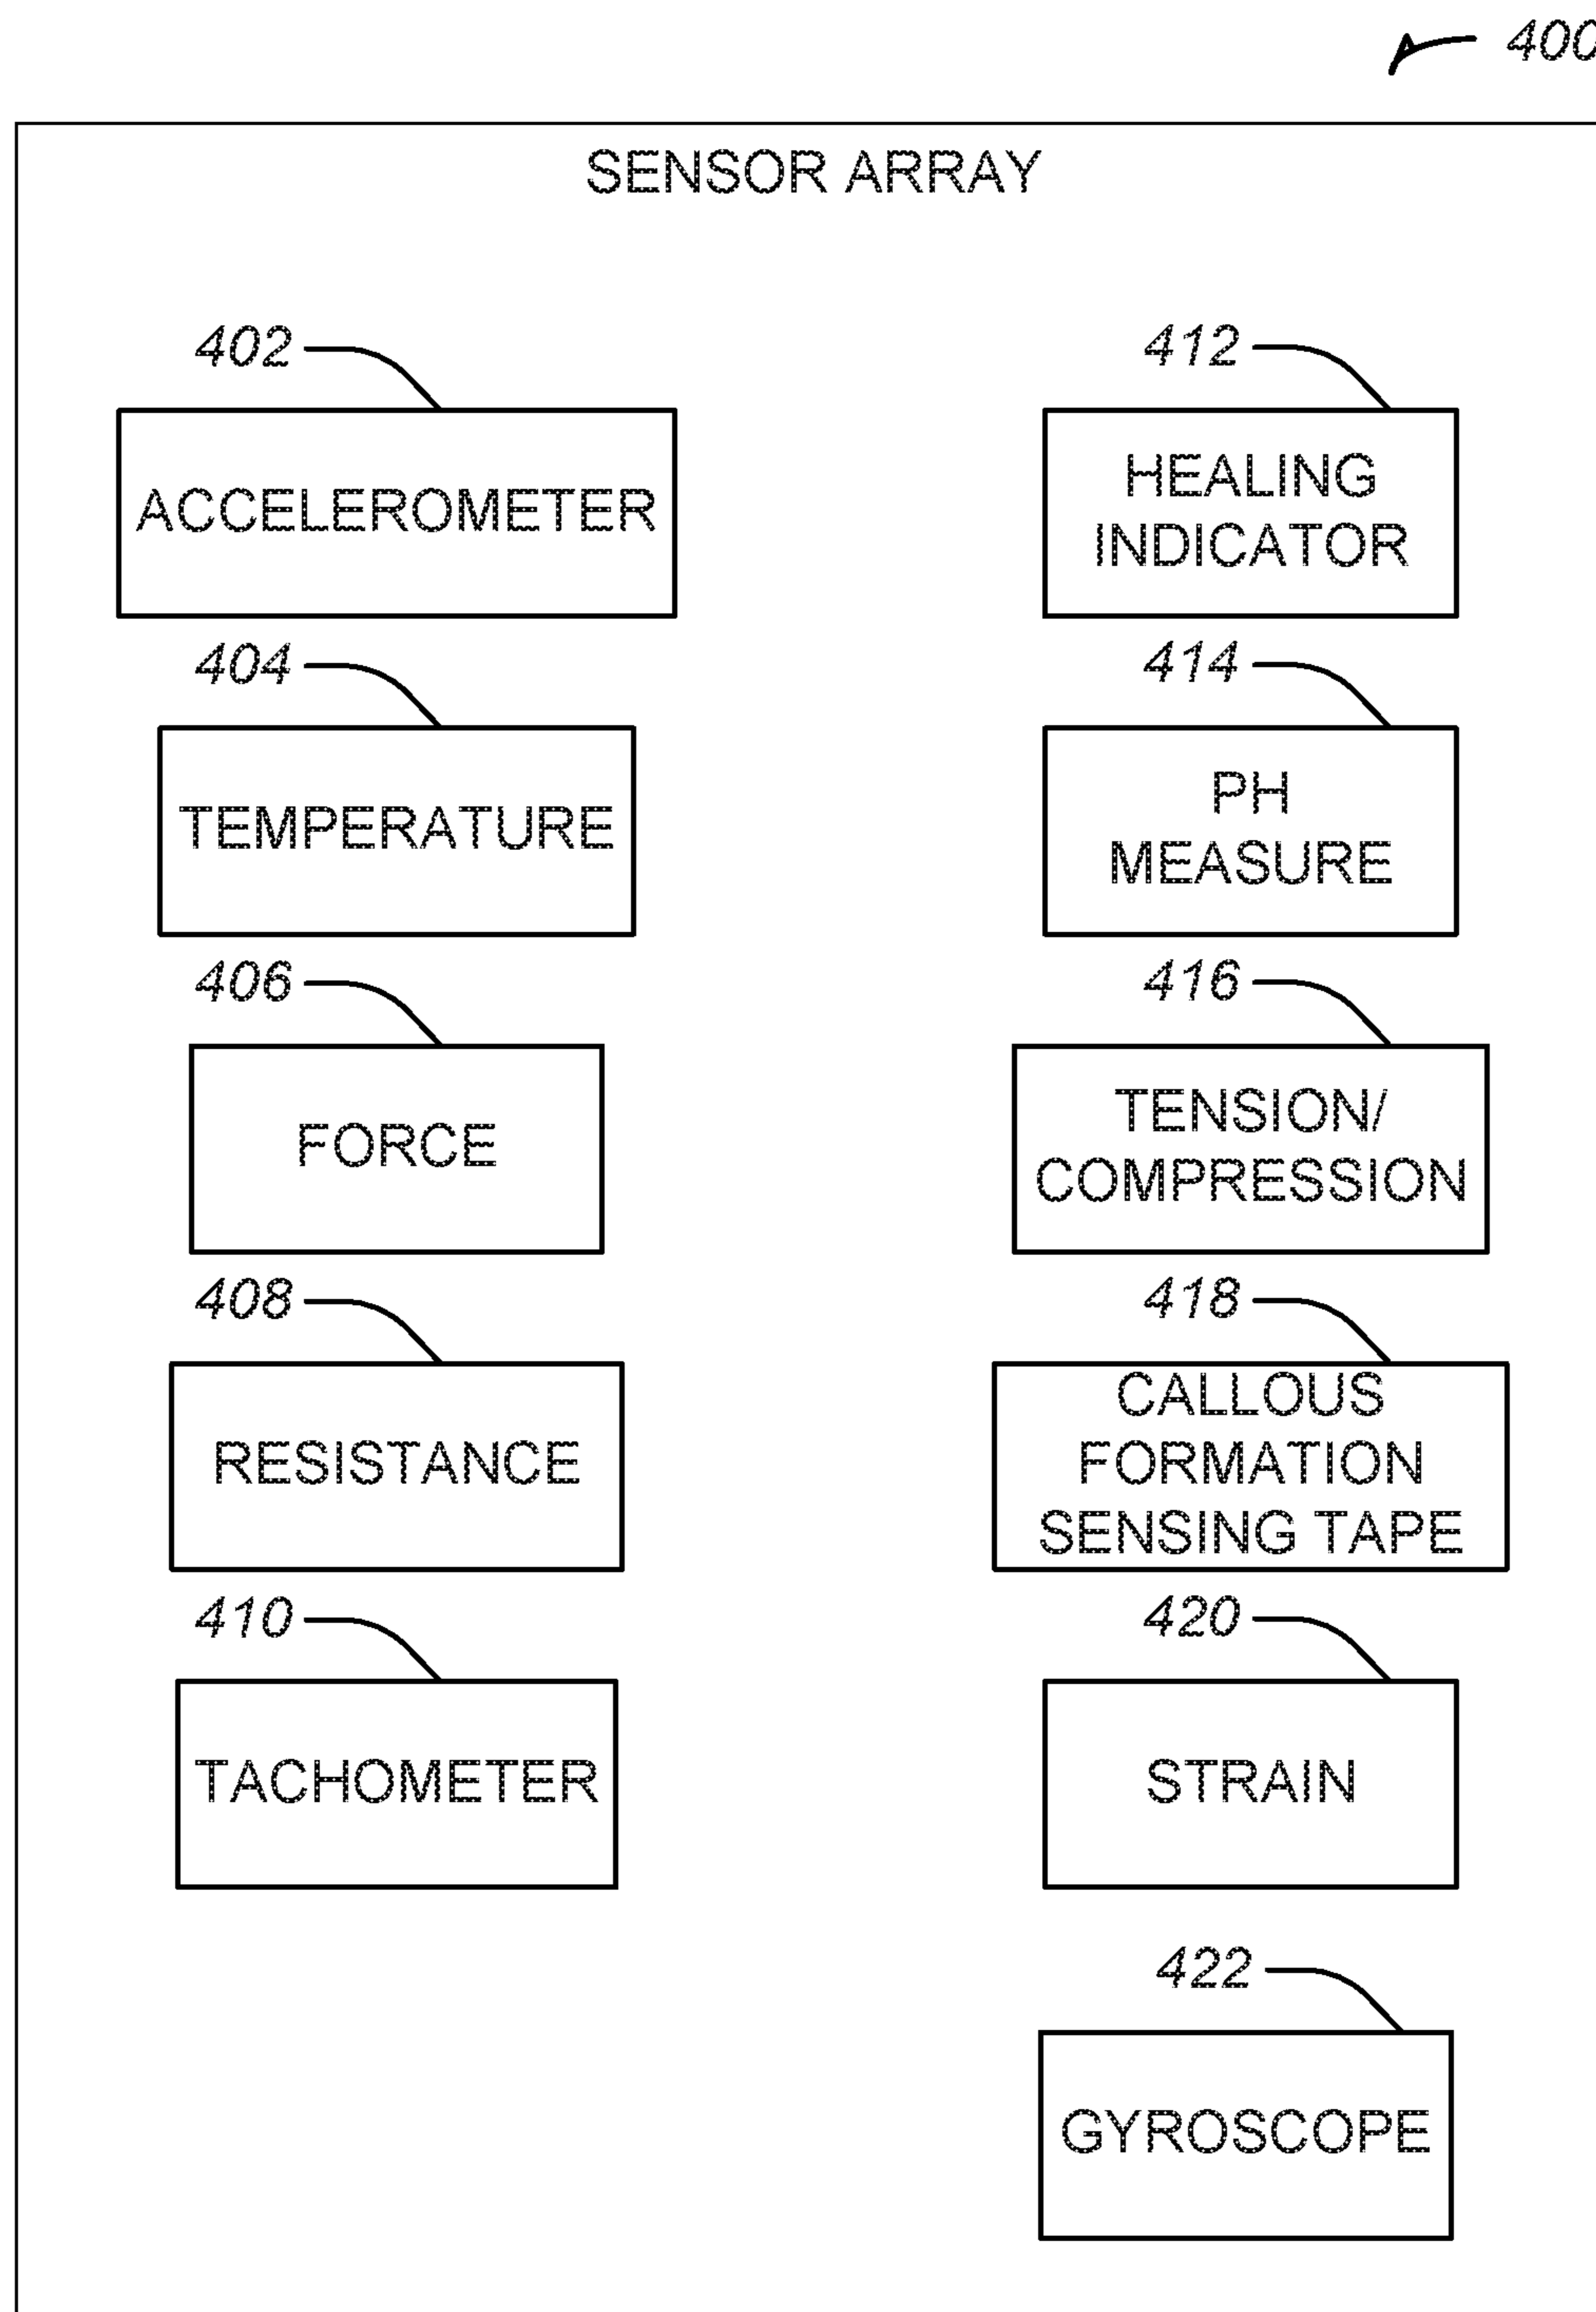 400
SENSOR ARRAY
402
ACCELEROMETER
404
TEMPERATURE
406
FORCE
408
RESISTANCE
410
TACHOMETER
412
HEALING
INDICATOR
414
PH
MEASURE
416
TENSION/
COMPRESSION
418
CALLOUS
FORMATION
SENSING TAPE
420
STRAIN
422
GYROSCOPE